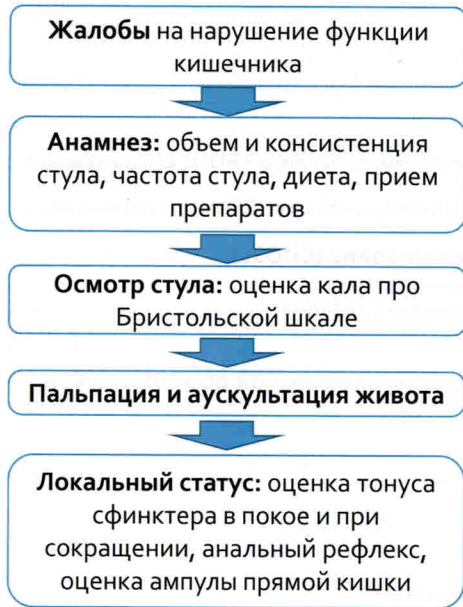 Жалобы на нарушение функции
кишечника
Анамнез: объем и консистенция
стула, частота стула, диета, прием
препаратов
Осмотр стула: оценка кала про
Бристольской шкале
Пальпация и аускультация живота
Локальный статус: оценка тонуса
сфинктера в покое и при
сокращении, анальный рефлекс,
оценка ампулы прямой кишки